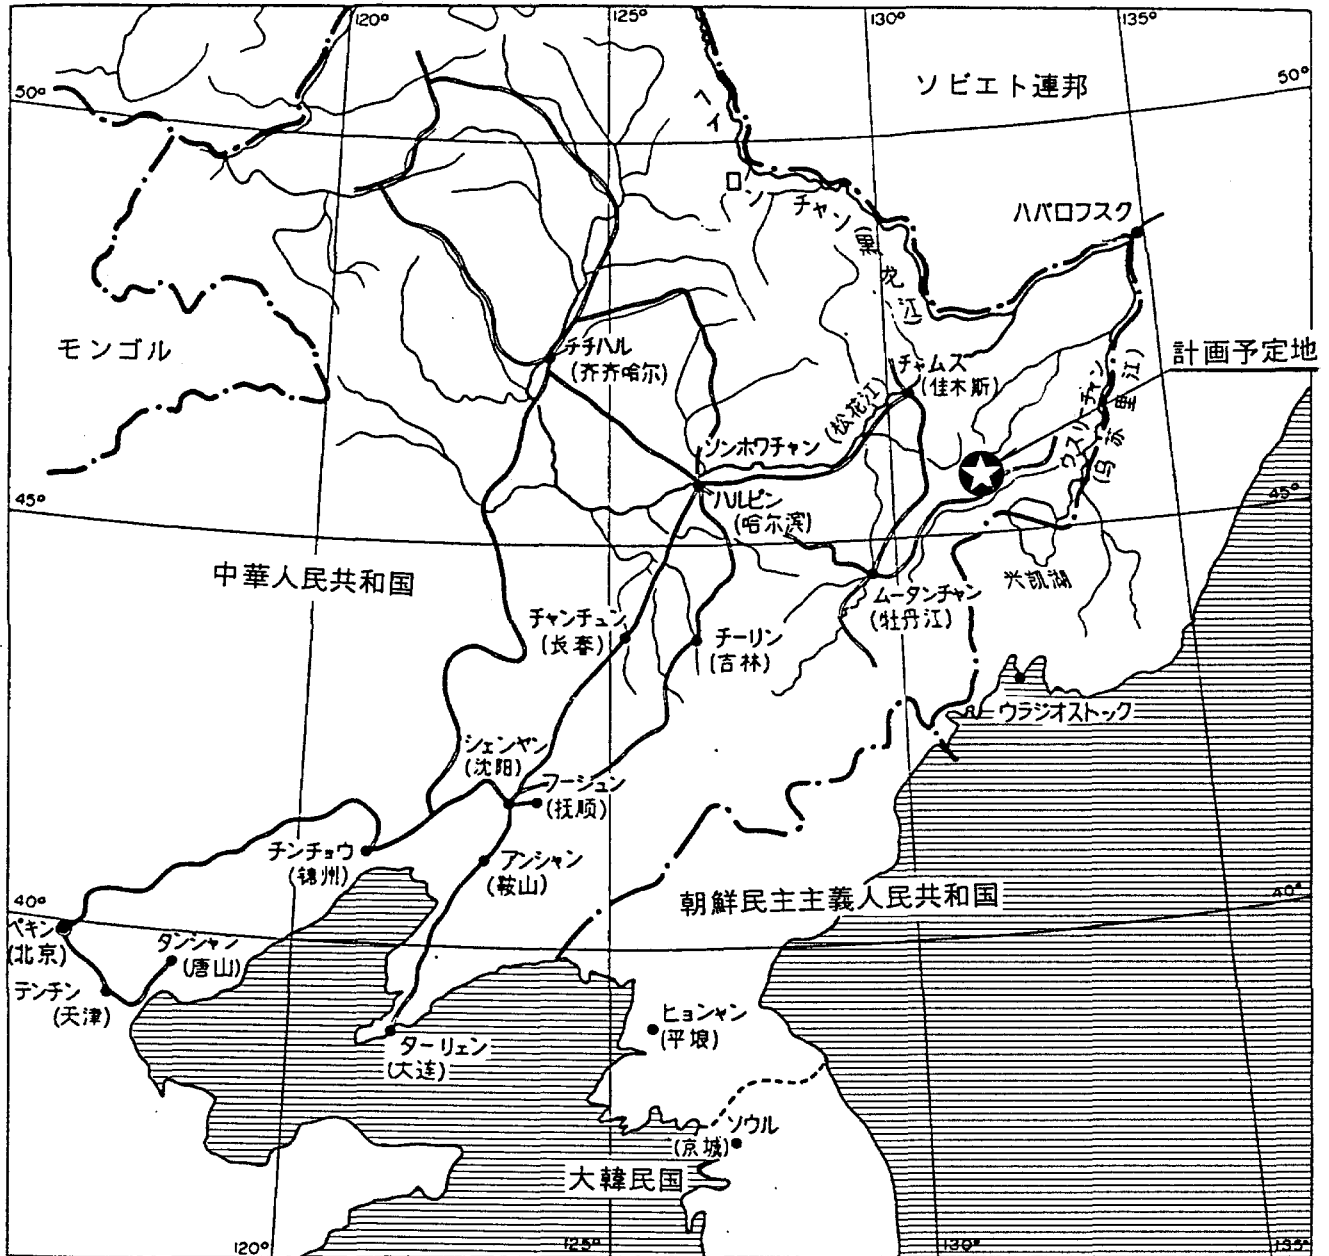 120°
125°
130°
135°
50°
ソビエト連邦
50°
ヘイロンチャン(黒龙江)
ハバロフスク
モンゴル
チチハル
(齐齐哈尔)
チャムス
(佳木斯)
計画予定地
ウスリーチャン
(乌苏里江)
ソンホワチャン(松花江)
ハルピン
(哈尔滨)
45°
45°
中華人民共和国
兴凯湖
ムータンチャン
(牡丹江)
チャンチュン
(长春)
チーリン
(吉林)
ウラジオストック
シェンヤン
(沈阳)
フーシュン
(抚顺)
チンチョウ
(锦州)
アンシャン
(鞍山)
朝鮮民主主義人民共和国
40°
40°
ペキン
(北京)
タンシャン
(唐山)
テンチン
(天津)
ターリェン
(大连)
ヒョンヤン
(平埌)
ソウル
(京城)
大韓民国
120°
125°
130°
135°